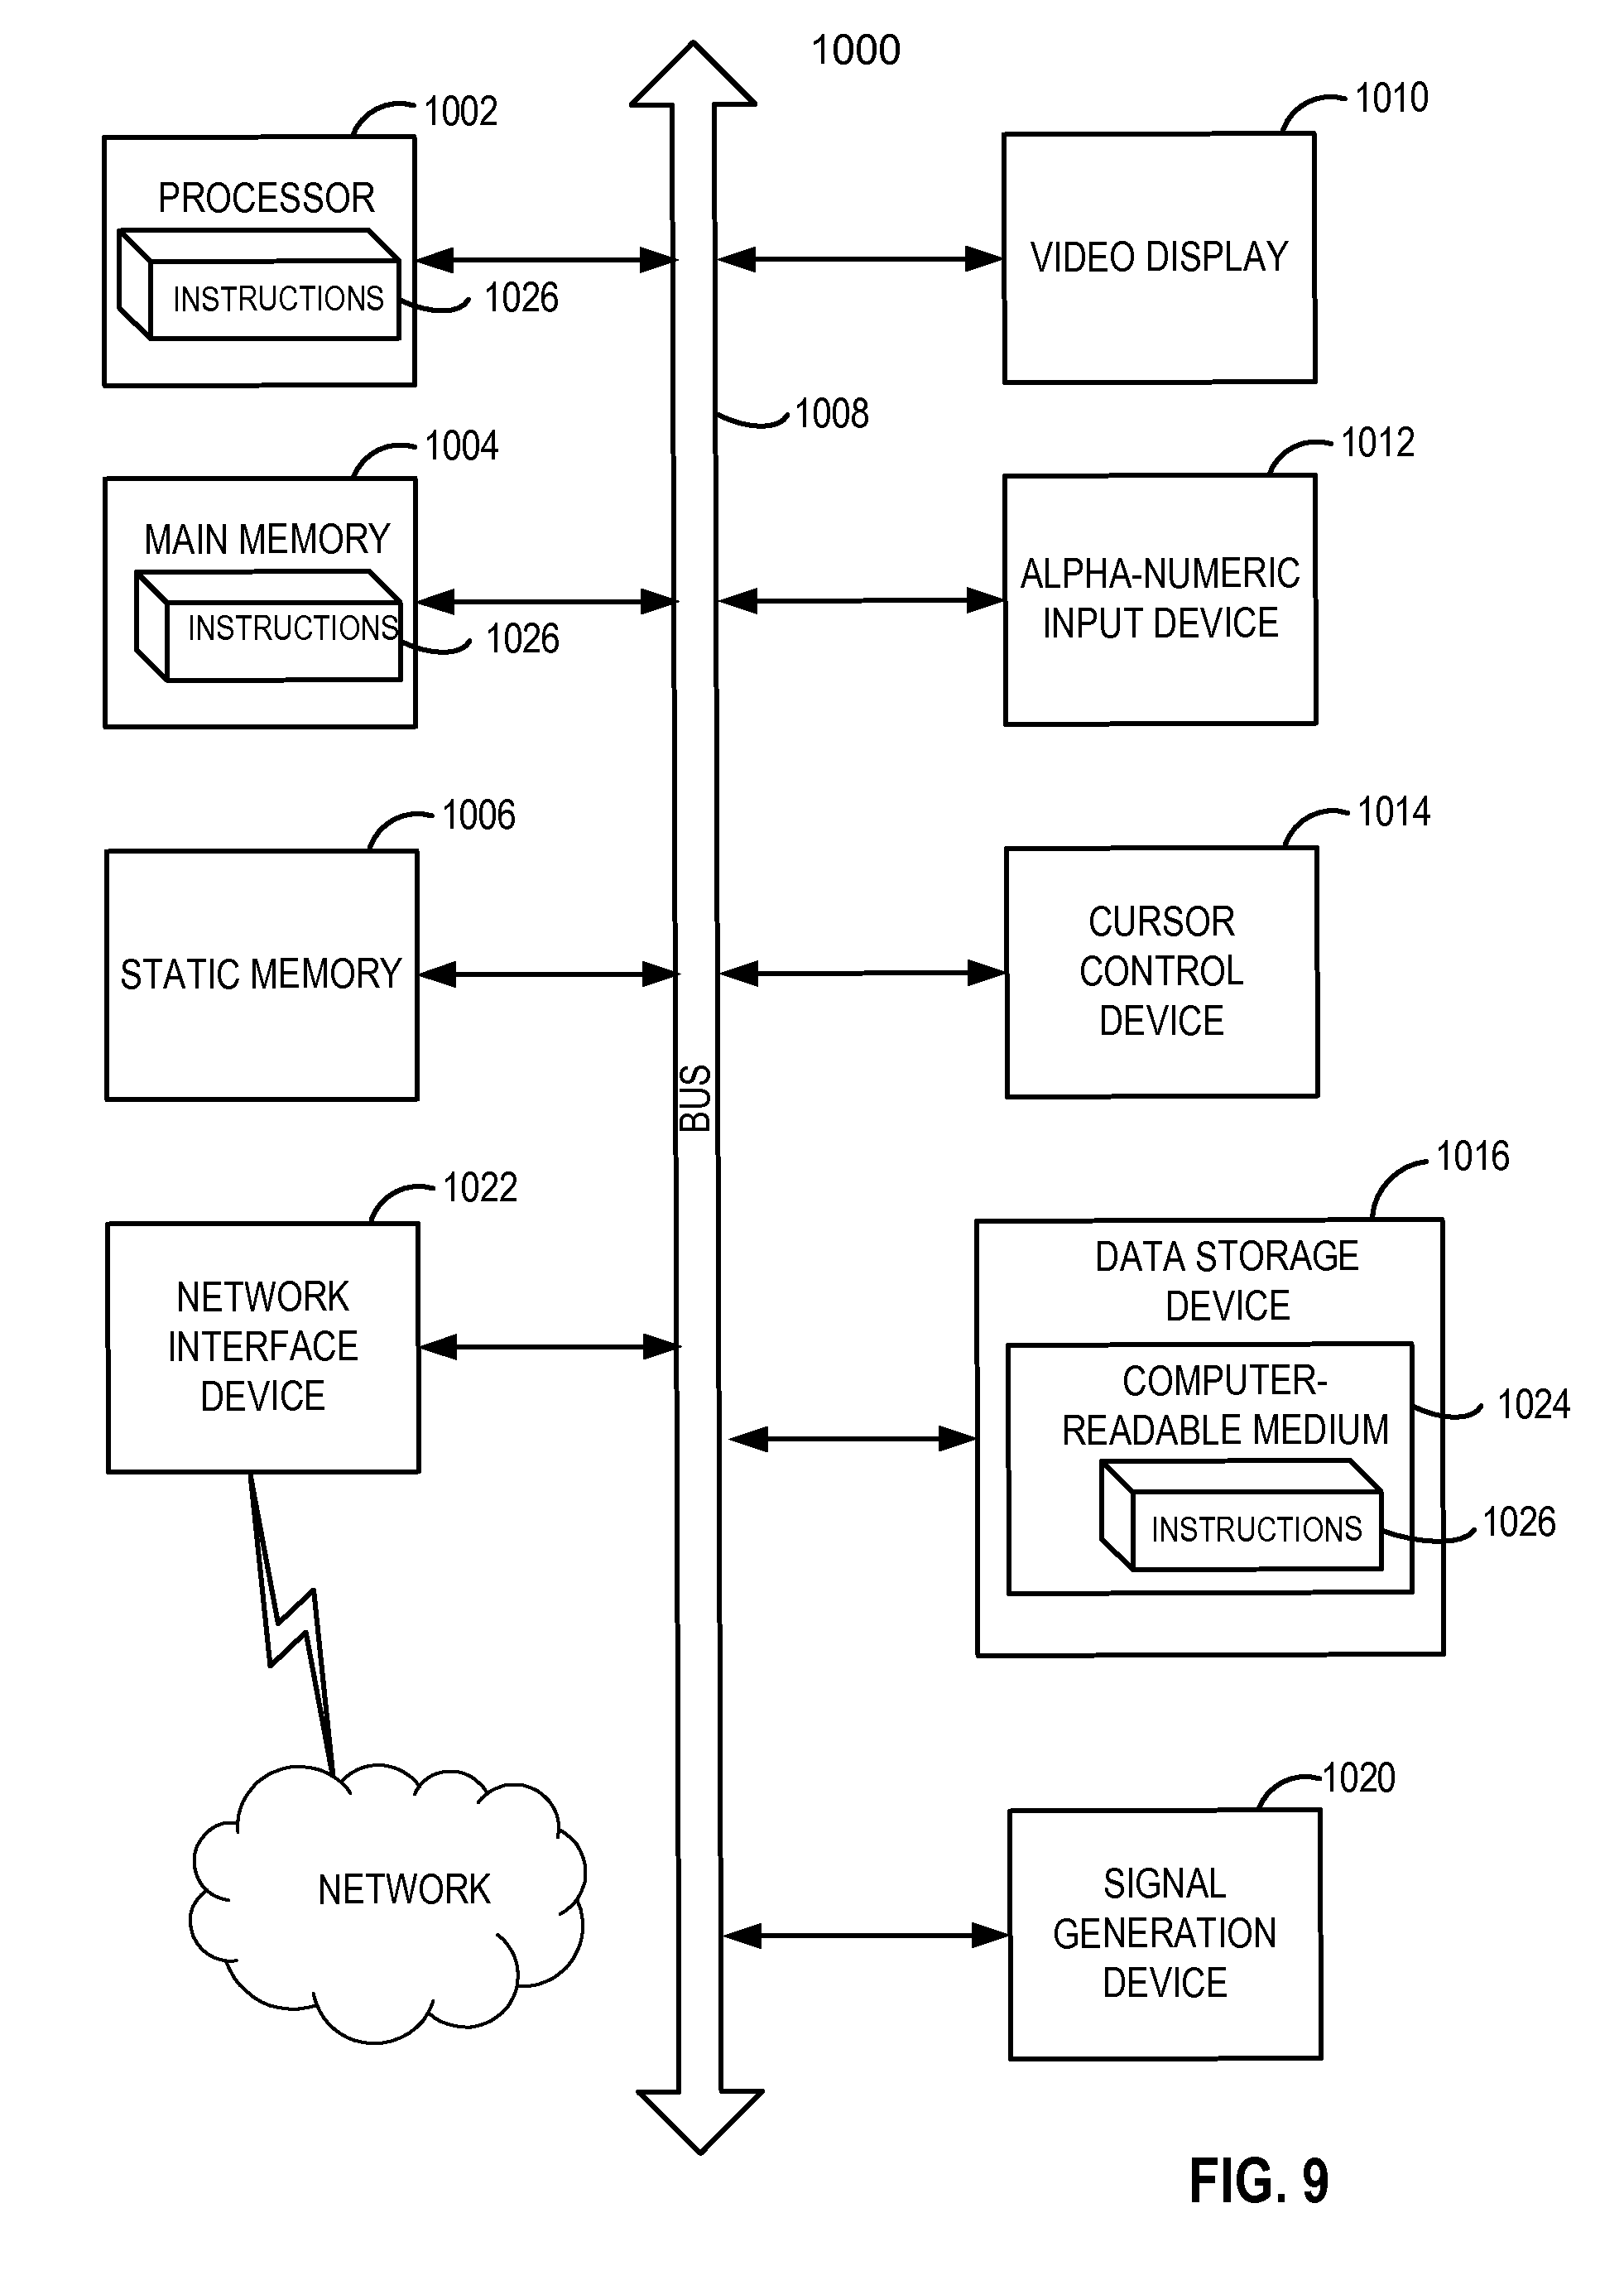 1000
1002
PROCESSOR
INSTRUCTIONS
1026
1010
VIDEO DISPLAY
1008
1004
MAIN MEMORY
INSTRUCTIONS
1026
1012
ALPHA-NUMERIC
INPUT DEVICE
1006
STATIC MEMORY
1014
CURSOR
CONTROL
DEVICE
BUS
1022
NETWORK
INTERFACE
DEVICE
1016
DATA STORAGE
DEVICE
COMPUTER-
READABLE MEDIUM
1024
INSTRUCTIONS
1026
NETWORK
1020
SIGNAL
GENERATION
DEVICE
FIG. 9